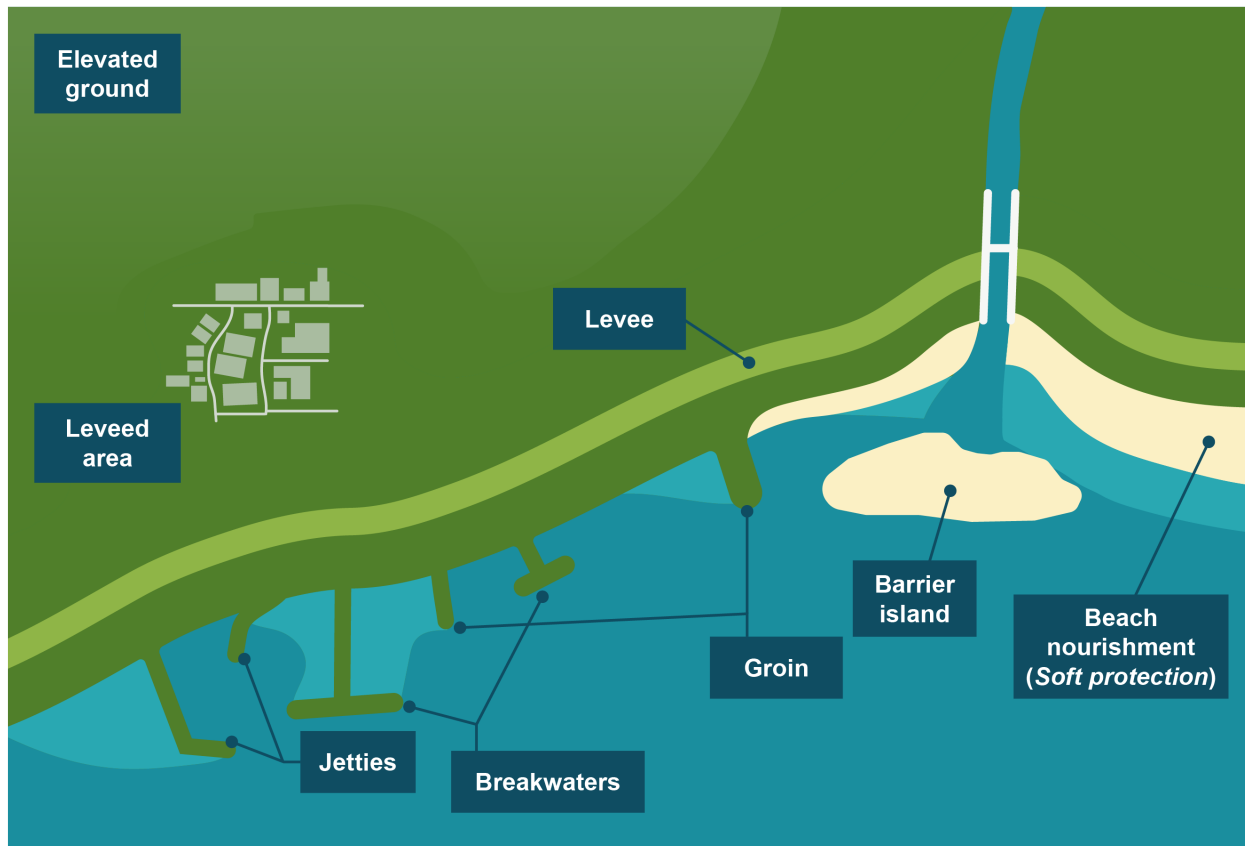 Elevated
ground
Levee
Leveed
area
Barrier
island
Beach
nourishment
(Soft protection)
Groin
Jetties
Breakwaters